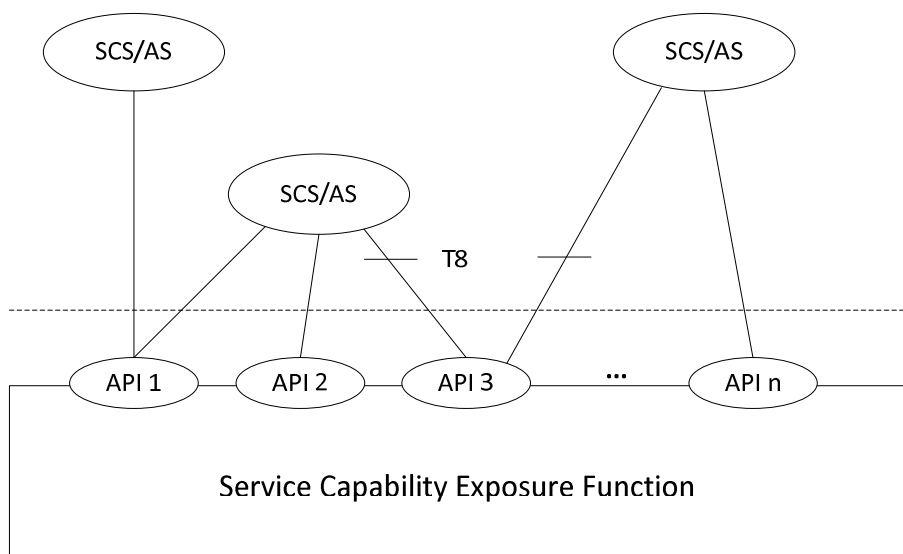 SCS/AS
SCS/AS
SCS/AS
T8
API 1
API 2
API 3
...
API n
Service Capability Exposure Function